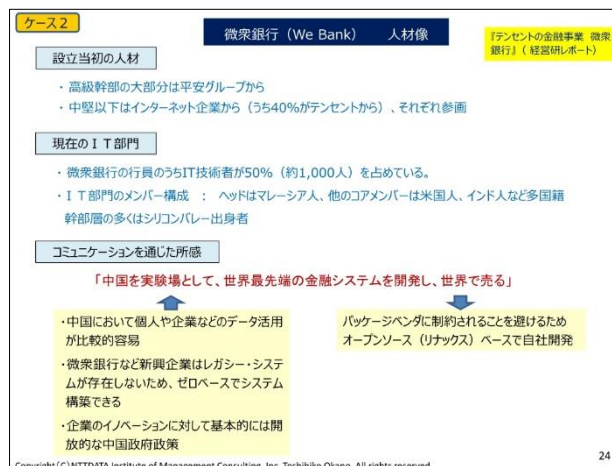 ケース2
微衆銀行（We Bank）　人材像
『テンセントの金融事業 微衆
銀行』（ 経営研レポート）
設立当初の人材
・高級幹部の大部分は平安グループから
・中堅以下はインターネット企業から（うち40%がテンセントから）、それぞれ参画
現在のＩＴ部門
・微衆銀行の行員のうちIT技術者が50%（約1,000人）を占めている。
・ＩＴ部門のメンバー構成　：　ヘッドはマレーシア人、他のコアメンバーは米国人、インド人など多国籍
幹部層の多くはシリコンバレー出身者
コミュニケーションを通じた所感
「中国を実験場として、世界最先端の金融システムを開発し、世界で売る」
・中国において個人や企業などのデータ活用
が比較的容易
・微衆銀行など新興企業はレガシー・システ
ムが存在しないため、ゼロベースでシステム
構築できる
・企業のイノベーションに対して基本的には開
放的な中国政府政策
パッケージベンダに制約されることを避けるため
オープンソース（リナックス）ベースで自社開発
24
Copyright(C)NTTDATA Institute of Management Consulting, Inc. Toshihiko Okano, All rights reserved